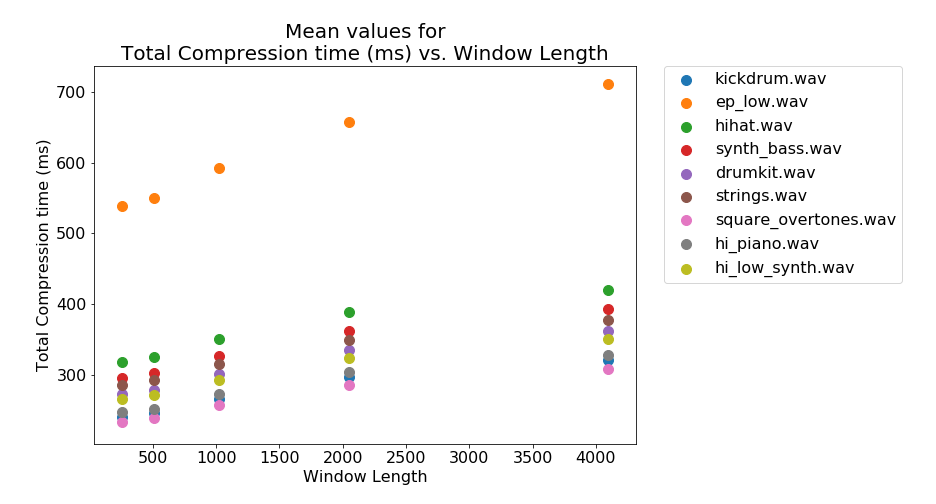 Mean values for
Total Compression time (ms) vs. Window Length
Total Compression time (ms)
700
600
500
400
300
500 1000 1500 2000 2500 3000 3500 4000
Window Length
kickdrum.wav
ep_low.wav
hihat.wav
synth_bass.wav
drumkit.wav
strings.wav
square_overtones.wav
hi_piano.wav
hi_low_synth.wav